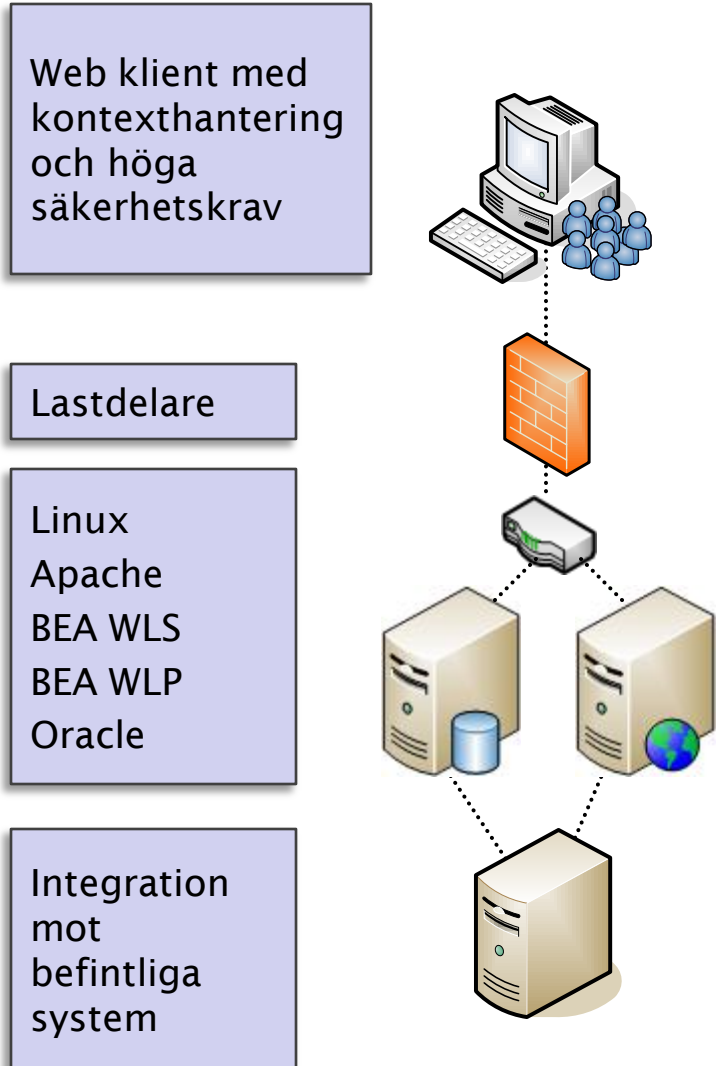 Web klient med
kontexthantering
och höga
säkerhetskrav
Lastdelare
Linux
Apache
BEA WLS
BEA WLP
Oracle
Integration
mot
befintliga
system